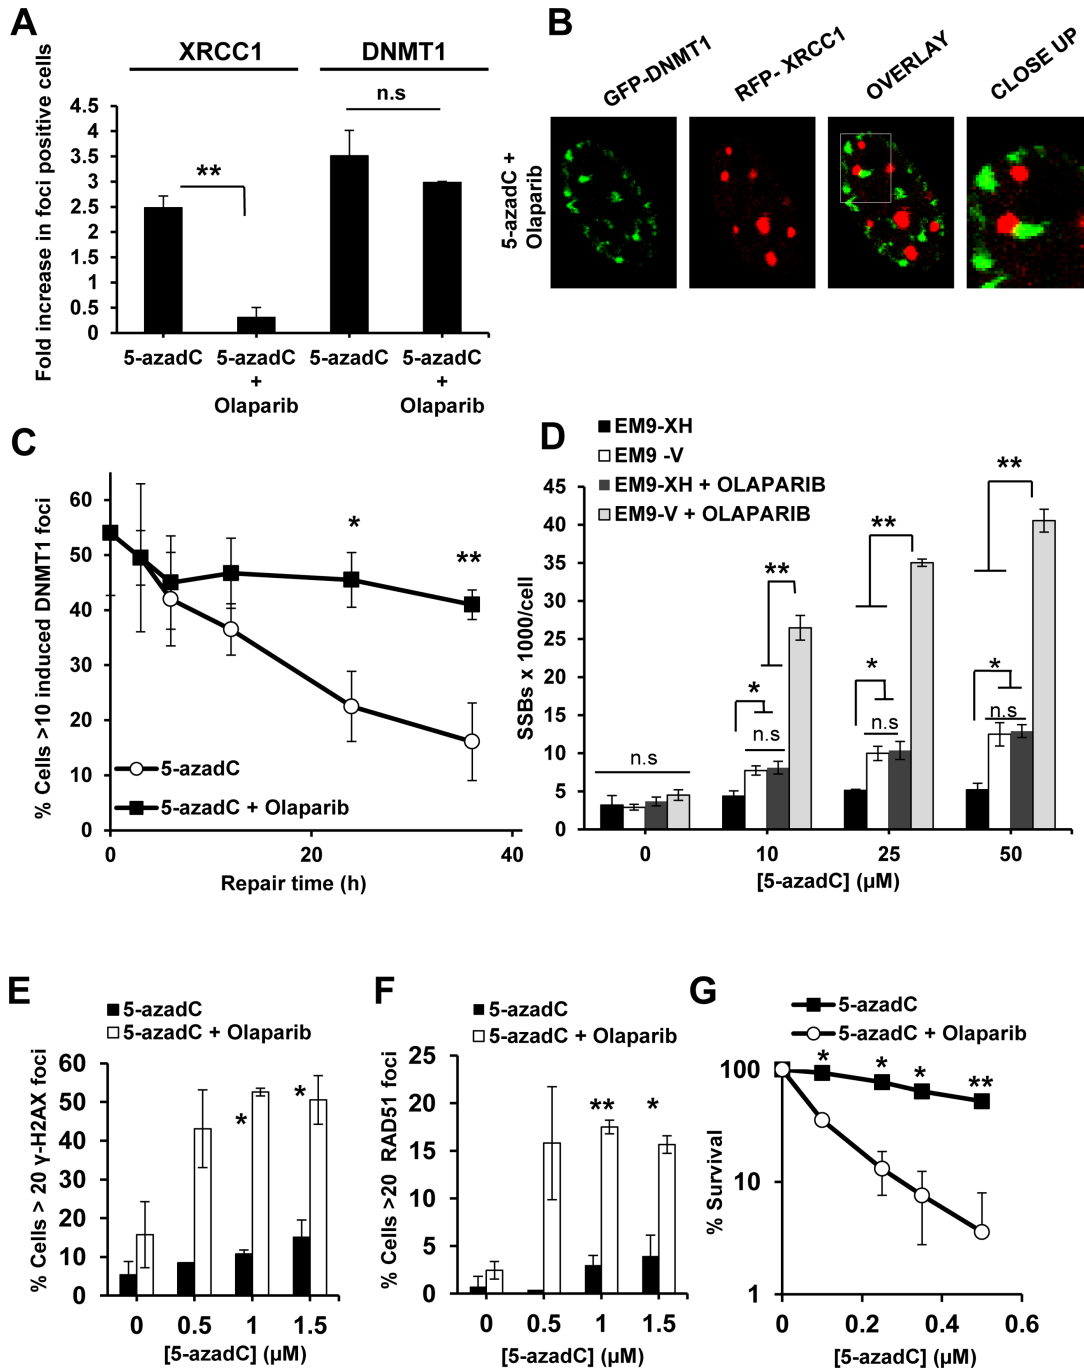 A
XRCC1
DNMT1
n.s
**
Fold increase in foci positive cells
4.5
4
3.5
3
2.5
2
1.5
1
0.5
0
5-azadC
5-azadC
+
Olaparib
5-azadC
5-azadC
+
Olaparib
B
GFP-DNMT1
RFP- XRCC1
OVERLAY
CLOSE UP
5-azadC +
Olaparib
C
% Cells >10 induced DNMT1 foci
60
50
40
30
20
10
0
*
**
5-azadC
5-azadC + Olaparib
0
20
40
Repair time (h)
D
EM9-XH
EM9 -V
EM9-XH + OLAPARIB
EM9-V + OLAPARIB
SSBs x 1000/cell
45
40
35
30
25
20
15
10
5
0
n.s
*
n.s
**
*
n.s
**
*
n.s
**
0
10
25
50
[5-azadC] (µM)
E
5-azadC
5-azadC + Olaparib
% Cells > 20 γ-H2AX foci
60
50
40
30
20
10
0
*
*
0
0.5
1
1.5
[5-azadC] (µM)
F
5-azadC
5-azadC + Olaparib
% Cells >20 RAD51 foci
25
20
15
10
5
0
**
*
0
0.5
1
1.5
[5-azadC] (µM)
G
5-azadC
5-azadC + Olaparib
% Survival
100
10
1
*
*
*
**
0
0.2
0.4
0.6
[5-azadC] (µM)